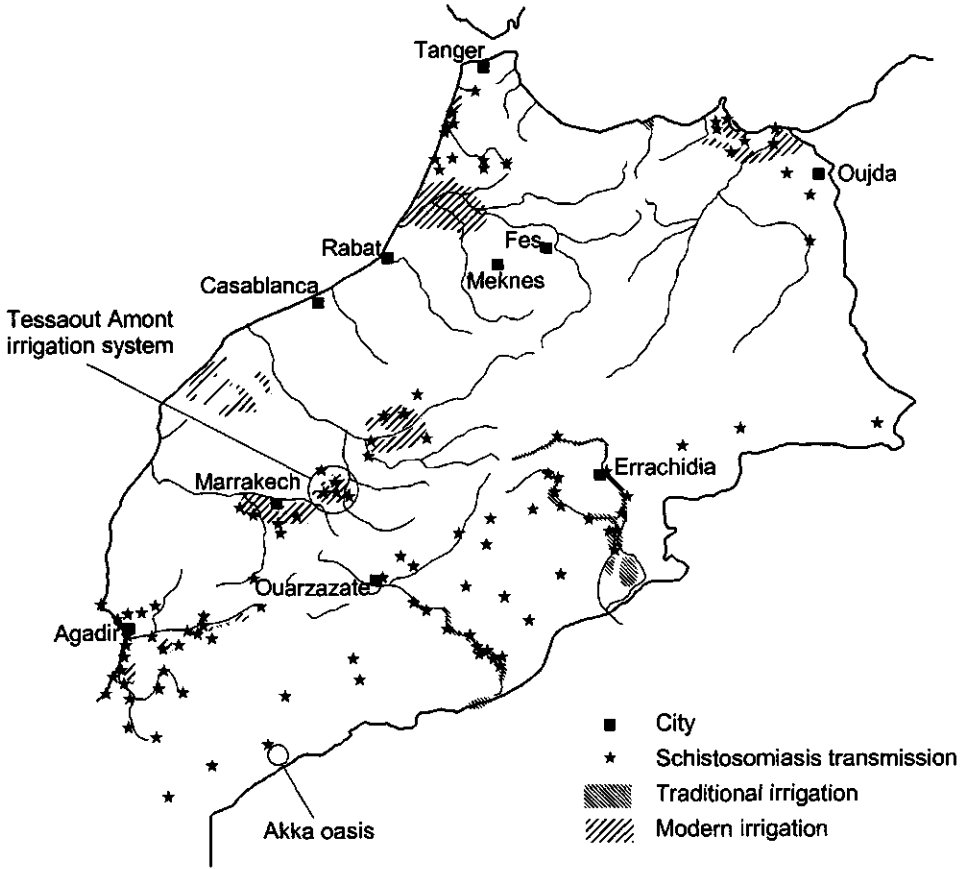 Tanger
Oujda
Fes
Rabat
Meknes
Casablanca
Tessaout Amont
irrigation system
Errachidia
Marrakech
Ouarzazate
Agadir
City
Schistosomiasis transmission
Traditional irrigation
Modern irrigation
Akka oasis